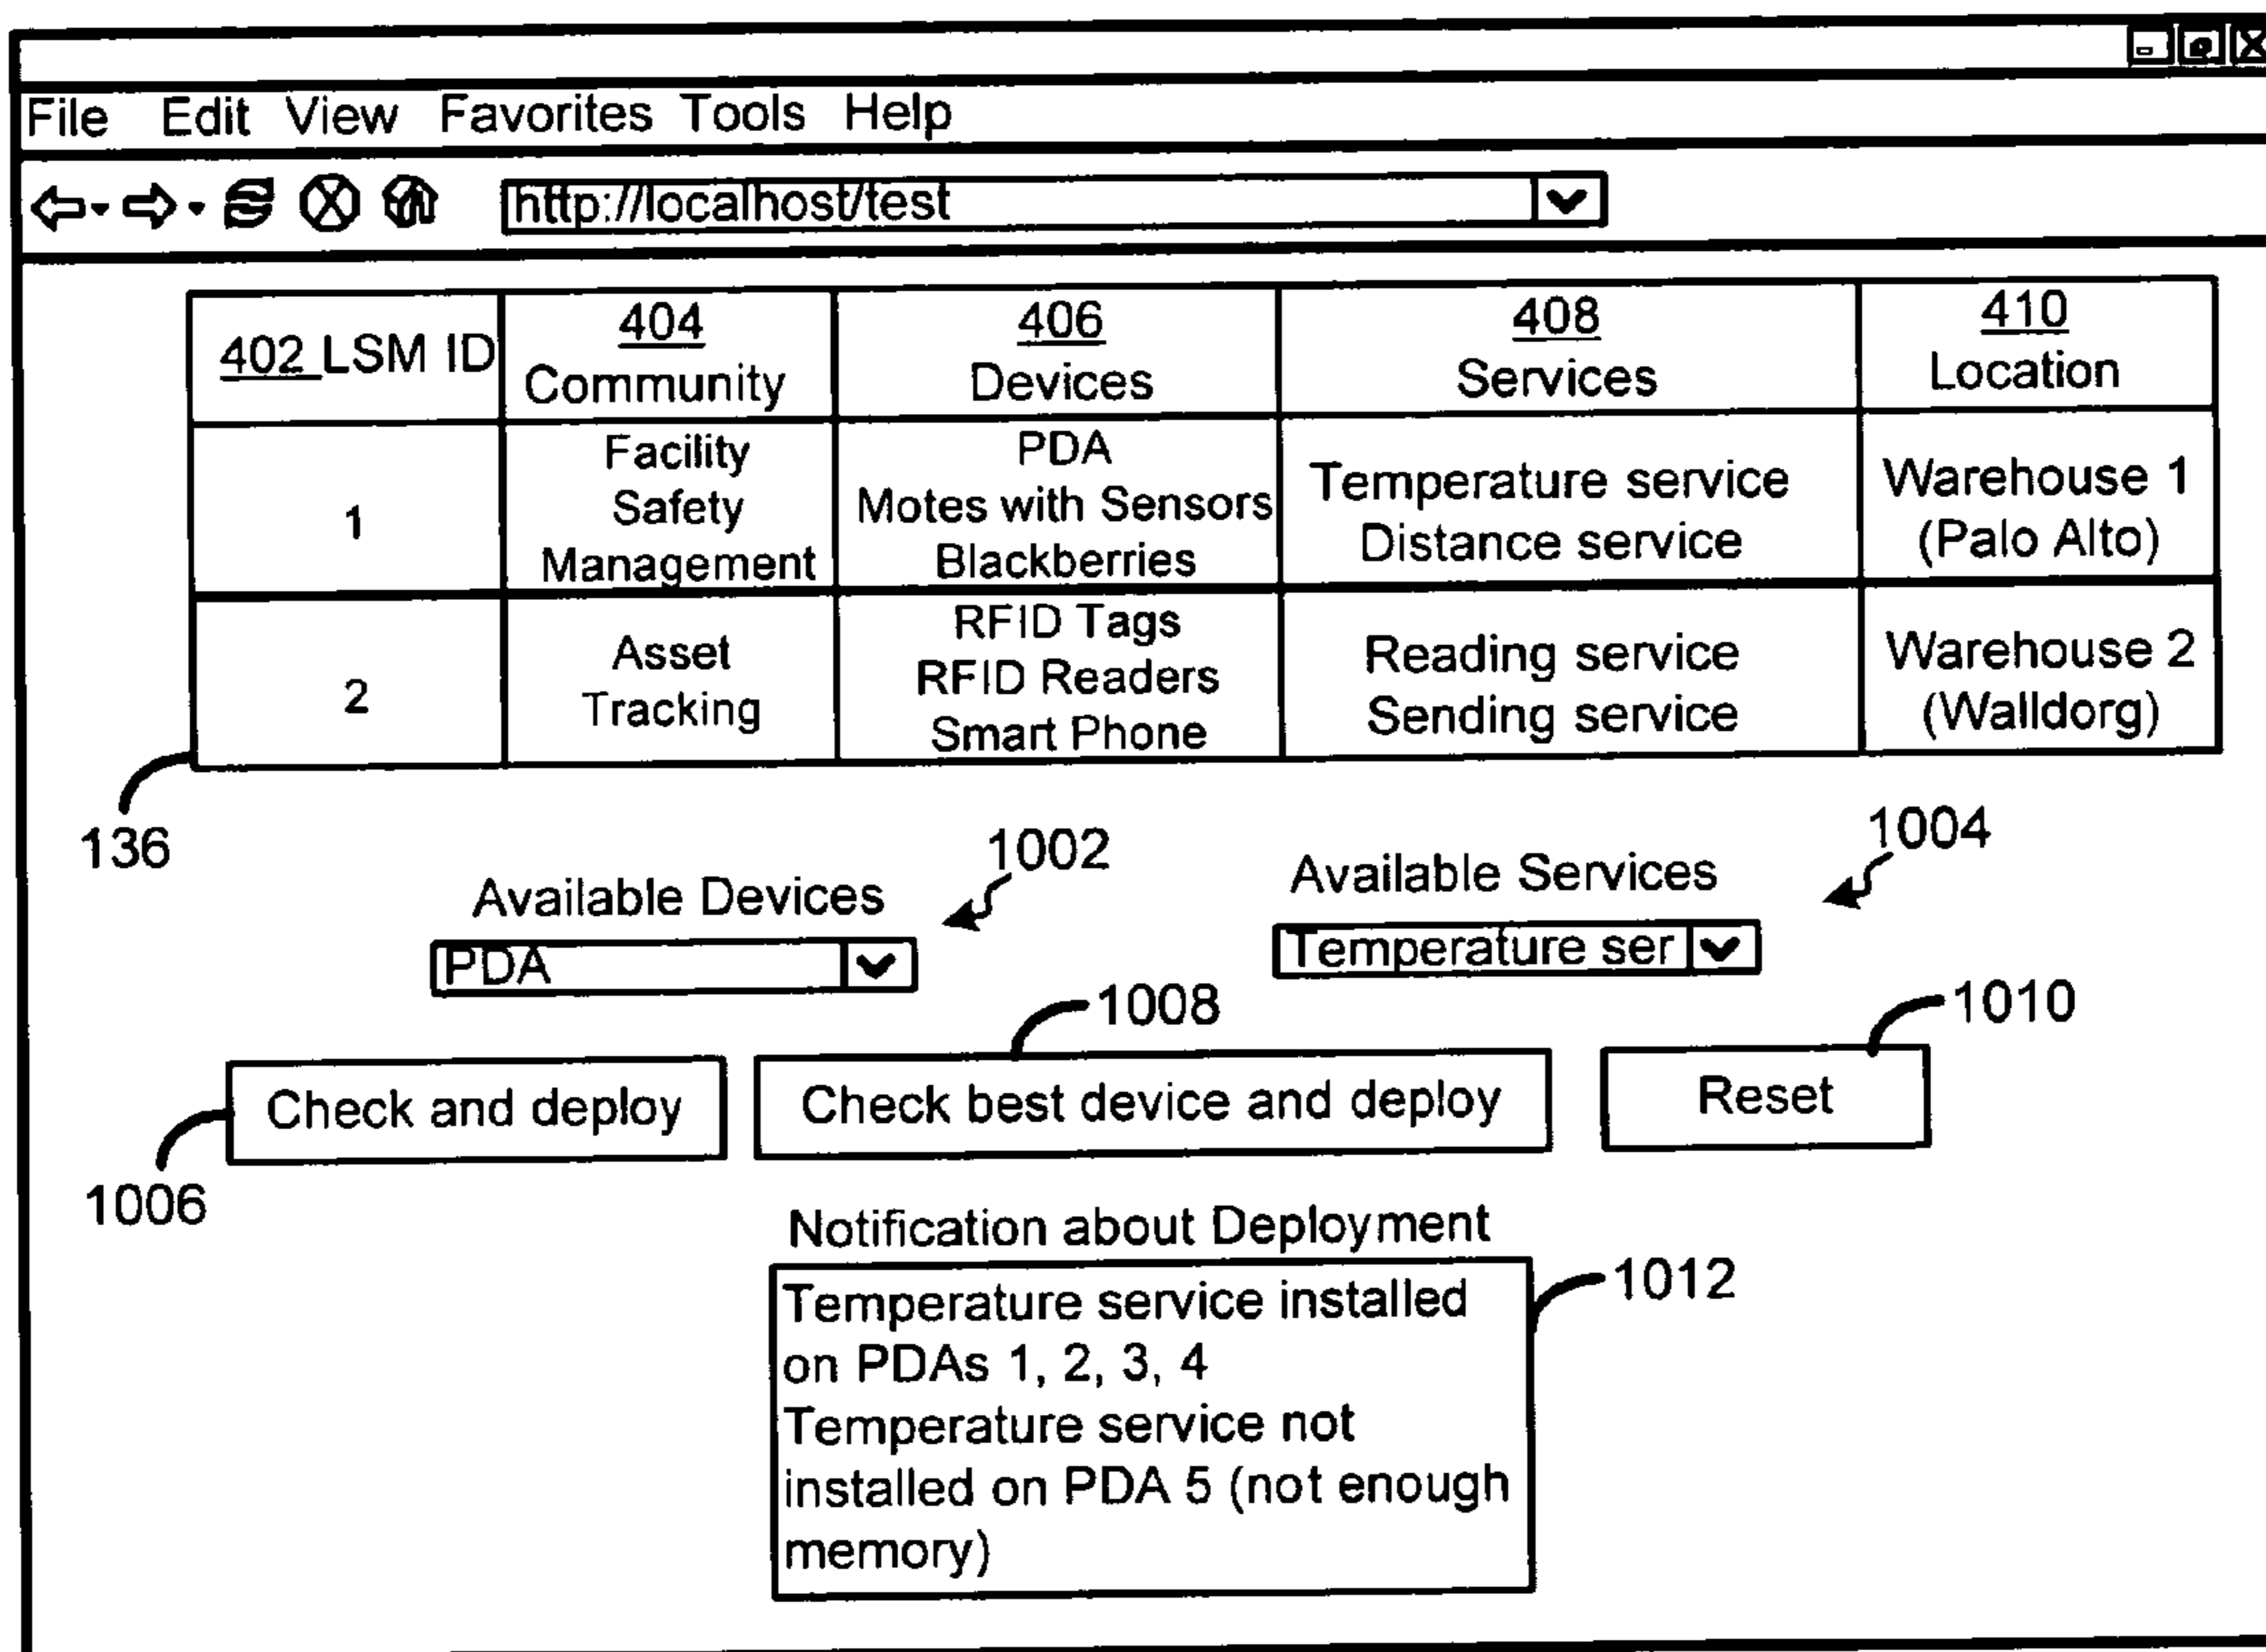 File Edit View Favorites Tools Help
http://localhost/test
402 LSM ID
404
Community
406
Devices
408
Services
410
Location
1
Facility
Safety
Management
PDA
Motes with Sensors
Blackberries
Temperature service
Distance service
Warehouse 1
(Palo Alto)
2
Asset
Tracking
RFID Tags
RFID Readers
Smart Phone
Reading service
Sending service
Warehouse 2
(Walldorg)
136
1002
1004
Available Devices
Available Services
PDA
Temperature ser
1008
1010
Check and deploy
Check best device and deploy
Reset
1006
Notification about Deployment
1012
Temperature service installed
on PDAs 1, 2, 3, 4
Temperature service not
installed on PDA 5 (not enough
memory)